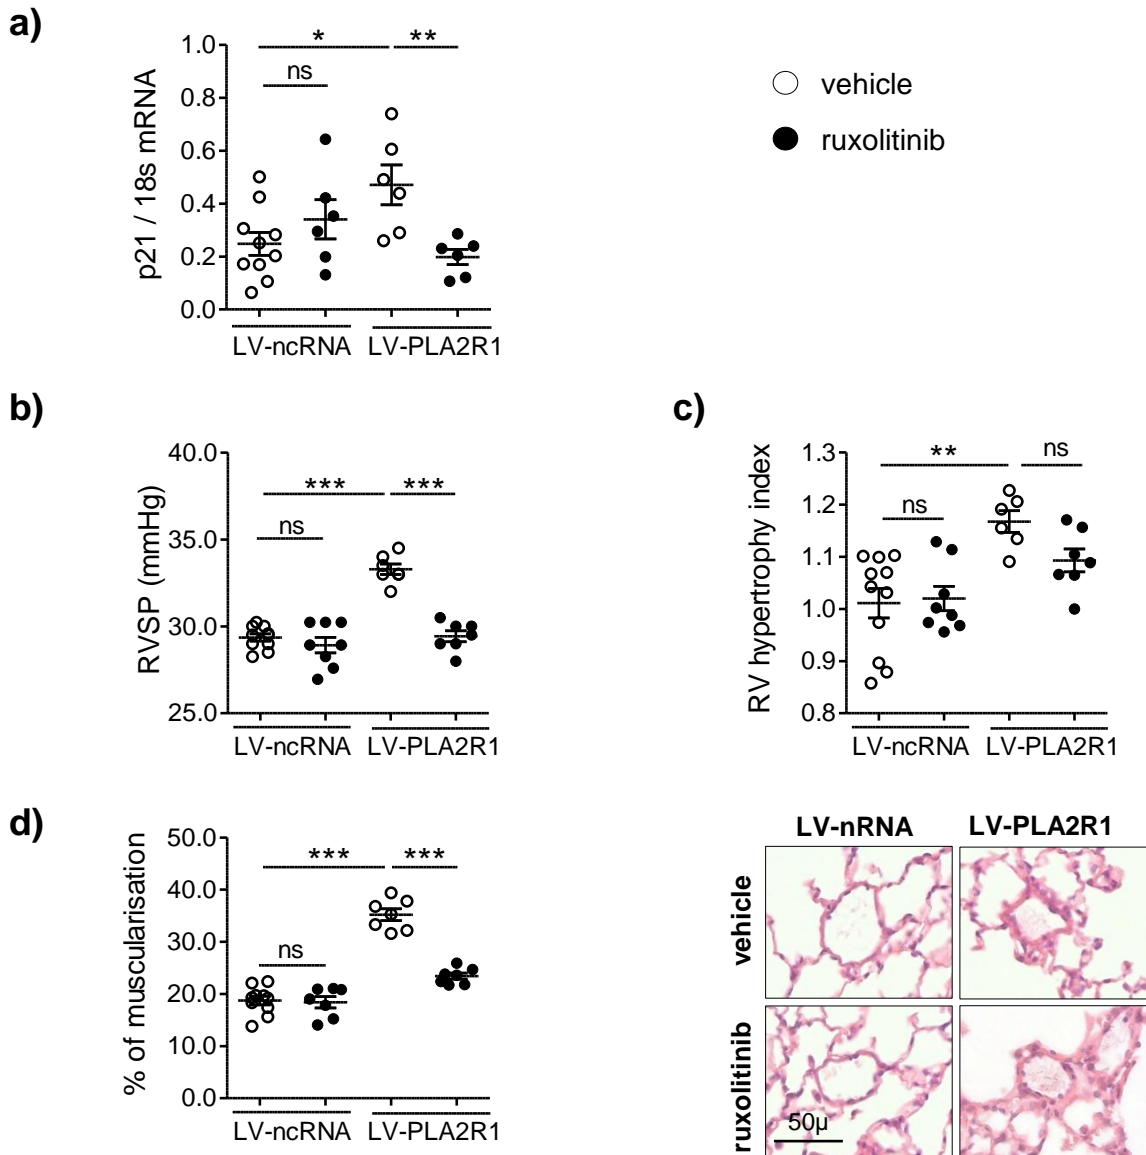 a)
* **
ns
1.0
0.8
0.6
0.4
0.2
0.0
p21 / 18s mRNA
LV-ncRNA LV-PLA2R1
vehicle
ruxolitinib
b)
*** ***
ns
40.0
35.0
30.0
25.0
RVSP (mmHg)
LV-ncRNA LV-PLA2R1
c)
** ns
ns
1.3
1.2
1.1
1.0
0.9
0.8
RV hypertrophy index
LV-ncRNA LV-PLA2R1
d)
*** ***
ns
50.0
40.0
30.0
20.0
10.0
0.0
% of muscularisation
LV-ncRNA LV-PLA2R1
LV-nRNA LV-PLA2R1
vehicle
ruxolitinib
50µ